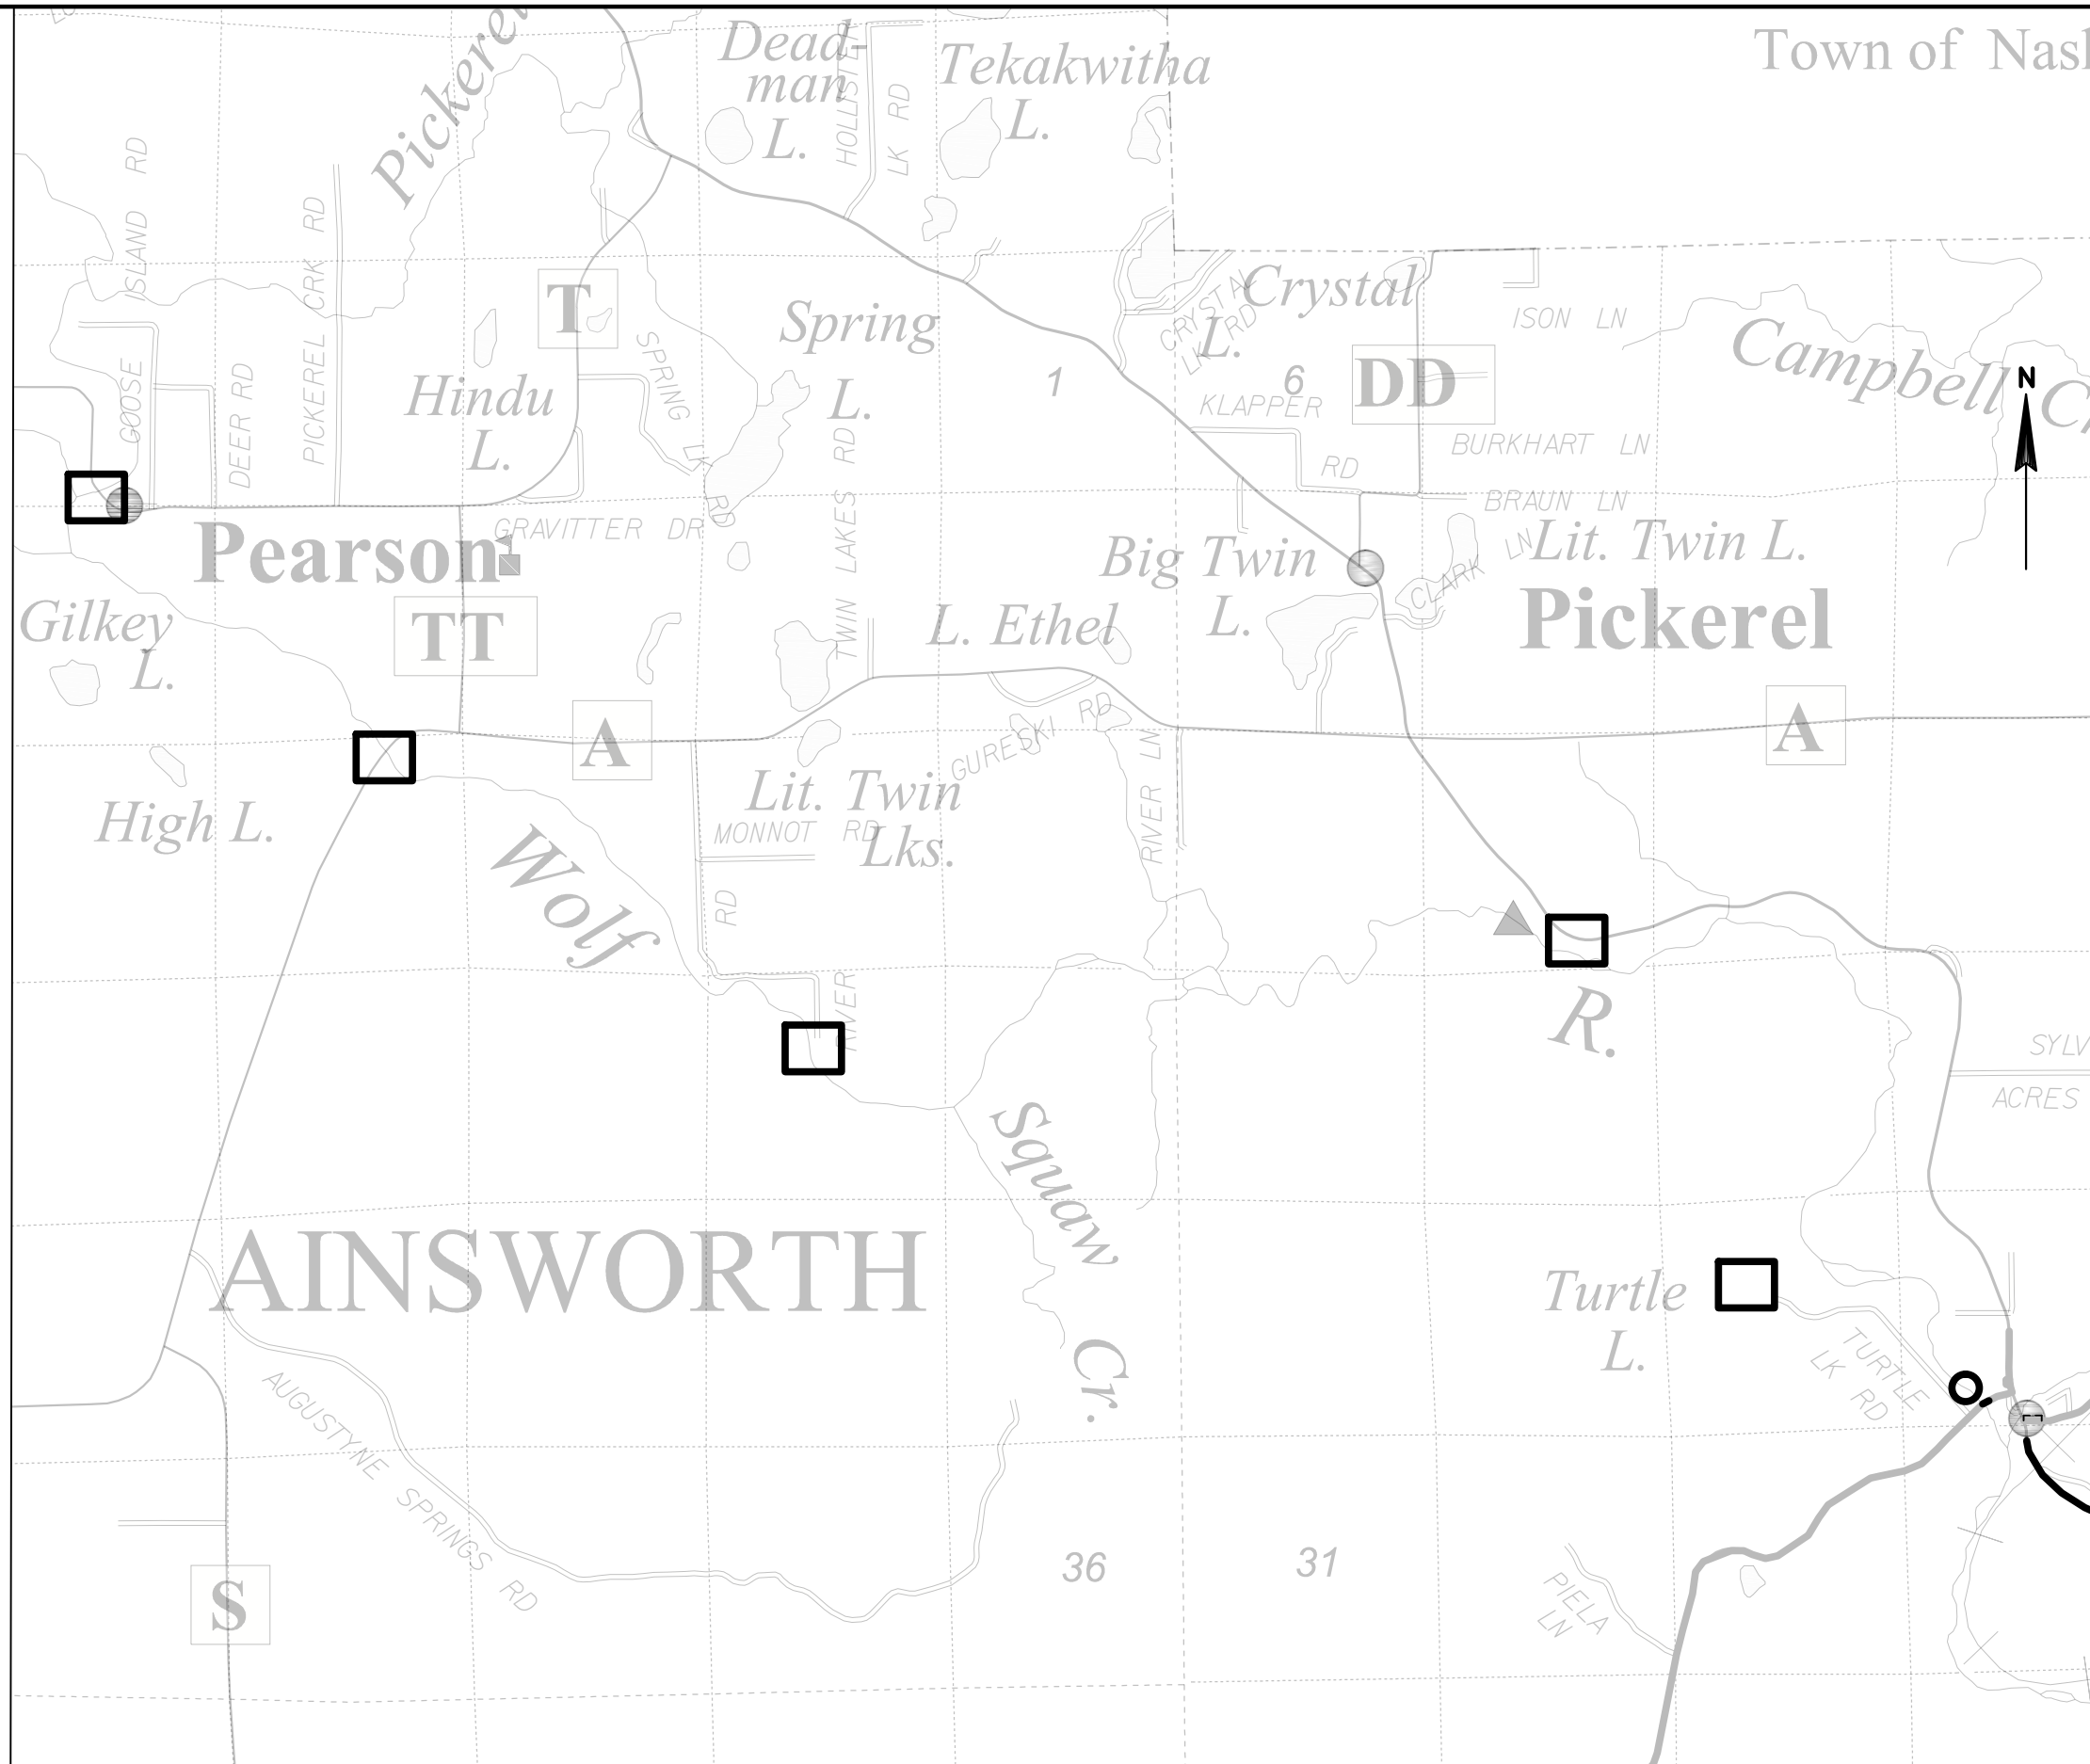 Town of Nas
Dead-
man
L.
HOLLISTER
LK RD
Tekakwitha
L.
ISLAND RD
GOOSE
DEER RD
PICKEREL CRK RD
T
Hindu
L.
SPRING LK RD
Spring
L.
1
CRYSTAL
LK RD
Crystal
L.
6
KLAPPER
RD
DD
ISON LN
BURKHART LN
BRAUN LN
Campbell
N
Pearson
GRAVITTER DR
TWIN LAKES RD
Big Twin
L.
CLARK LN
Lit. Twin L.
Pickerel
Gilkey
L.
TT
L. Ethel
A
GURESKI RD
RIVER LN
A
High L.
Lit. Twin
Lks.
MONNOT RD
Wolf
RD
RIVER
R.
SYLV
ACRES
Squaw
Cr.
AINSWORTH
Turtle
L.
TURTLE
LK RD
AUGUSTYNE SPRINGS RD
36
31
PIELA
LN
S